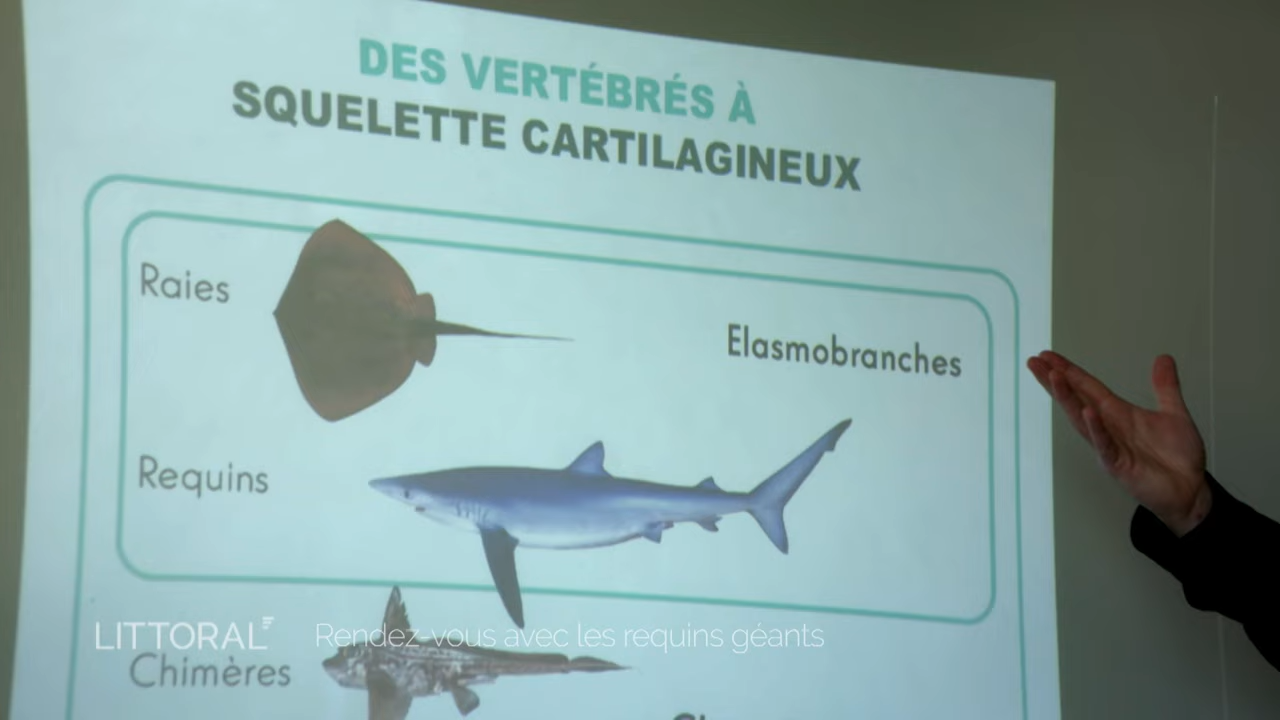 DES VERTÉBRÉS À
SQUELETTE CARTILAGINEUX
Raies
Elasmobranches
Requins
LITTORAL Rendez-vous avec les requins géants
Chimères